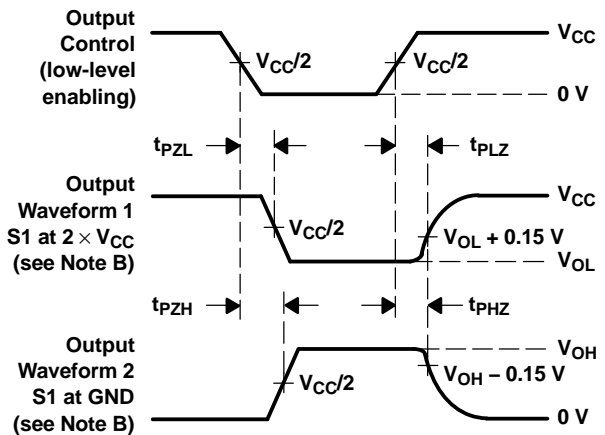 Output
Control
(low-level
enabling)
VCC/2
VCC/2
VCC
0 V
tPZL
tPLZ
Output
Waveform 1
S1 at 2 × VCC
(see Note B)
VCC/2
VCC
VOL + 0.15 V
VOL
tPZH
tPHZ
Output
Waveform 2
S1 at GND
(see Note B)
VCC/2
VOH
VOH − 0.15 V
0 V